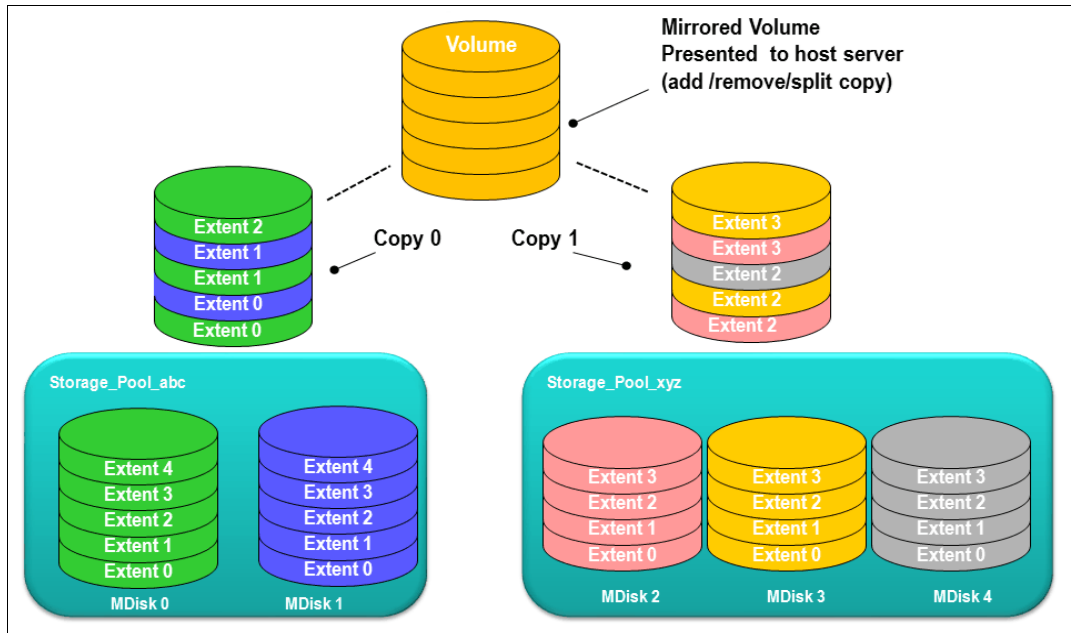 Volume
Mirrored Volume
Presented to host server
(add /remove/split copy)
Extent 2
Extent 1
Extent 1
Extent 0
Extent 0
Copy 0
Copy 1
Extent 3
Extent 3
Extent 2
Extent 2
Extent 2
Storage_Pool_abc
Extent 4
Extent 3
Extent 2
Extent 1
Extent 0
MDisk 0
Extent 4
Extent 3
Extent 2
Extent 1
Extent 0
MDisk 1
Storage_Pool_xyz
Extent 3
Extent 2
Extent 1
Extent 0
MDisk 2
Extent 3
Extent 2
Extent 1
Extent 0
MDisk 3
Extent 3
Extent 2
Extent 1
Extent 0
MDisk 4